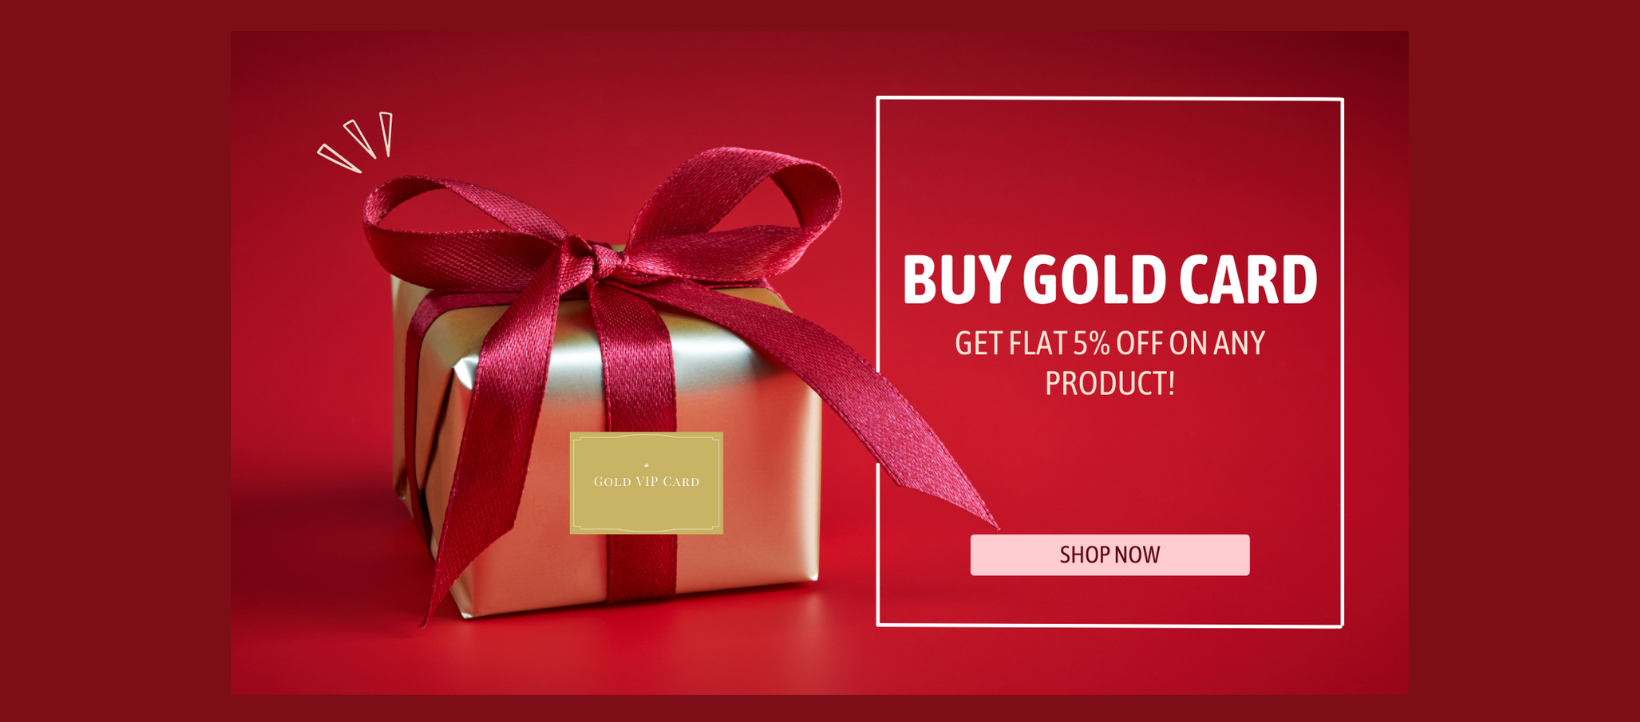 BUY GOLD CARD
GET FLAT 5% OFF ON ANY
PRODUCT!
Gold VIP Card
SHOP NOW